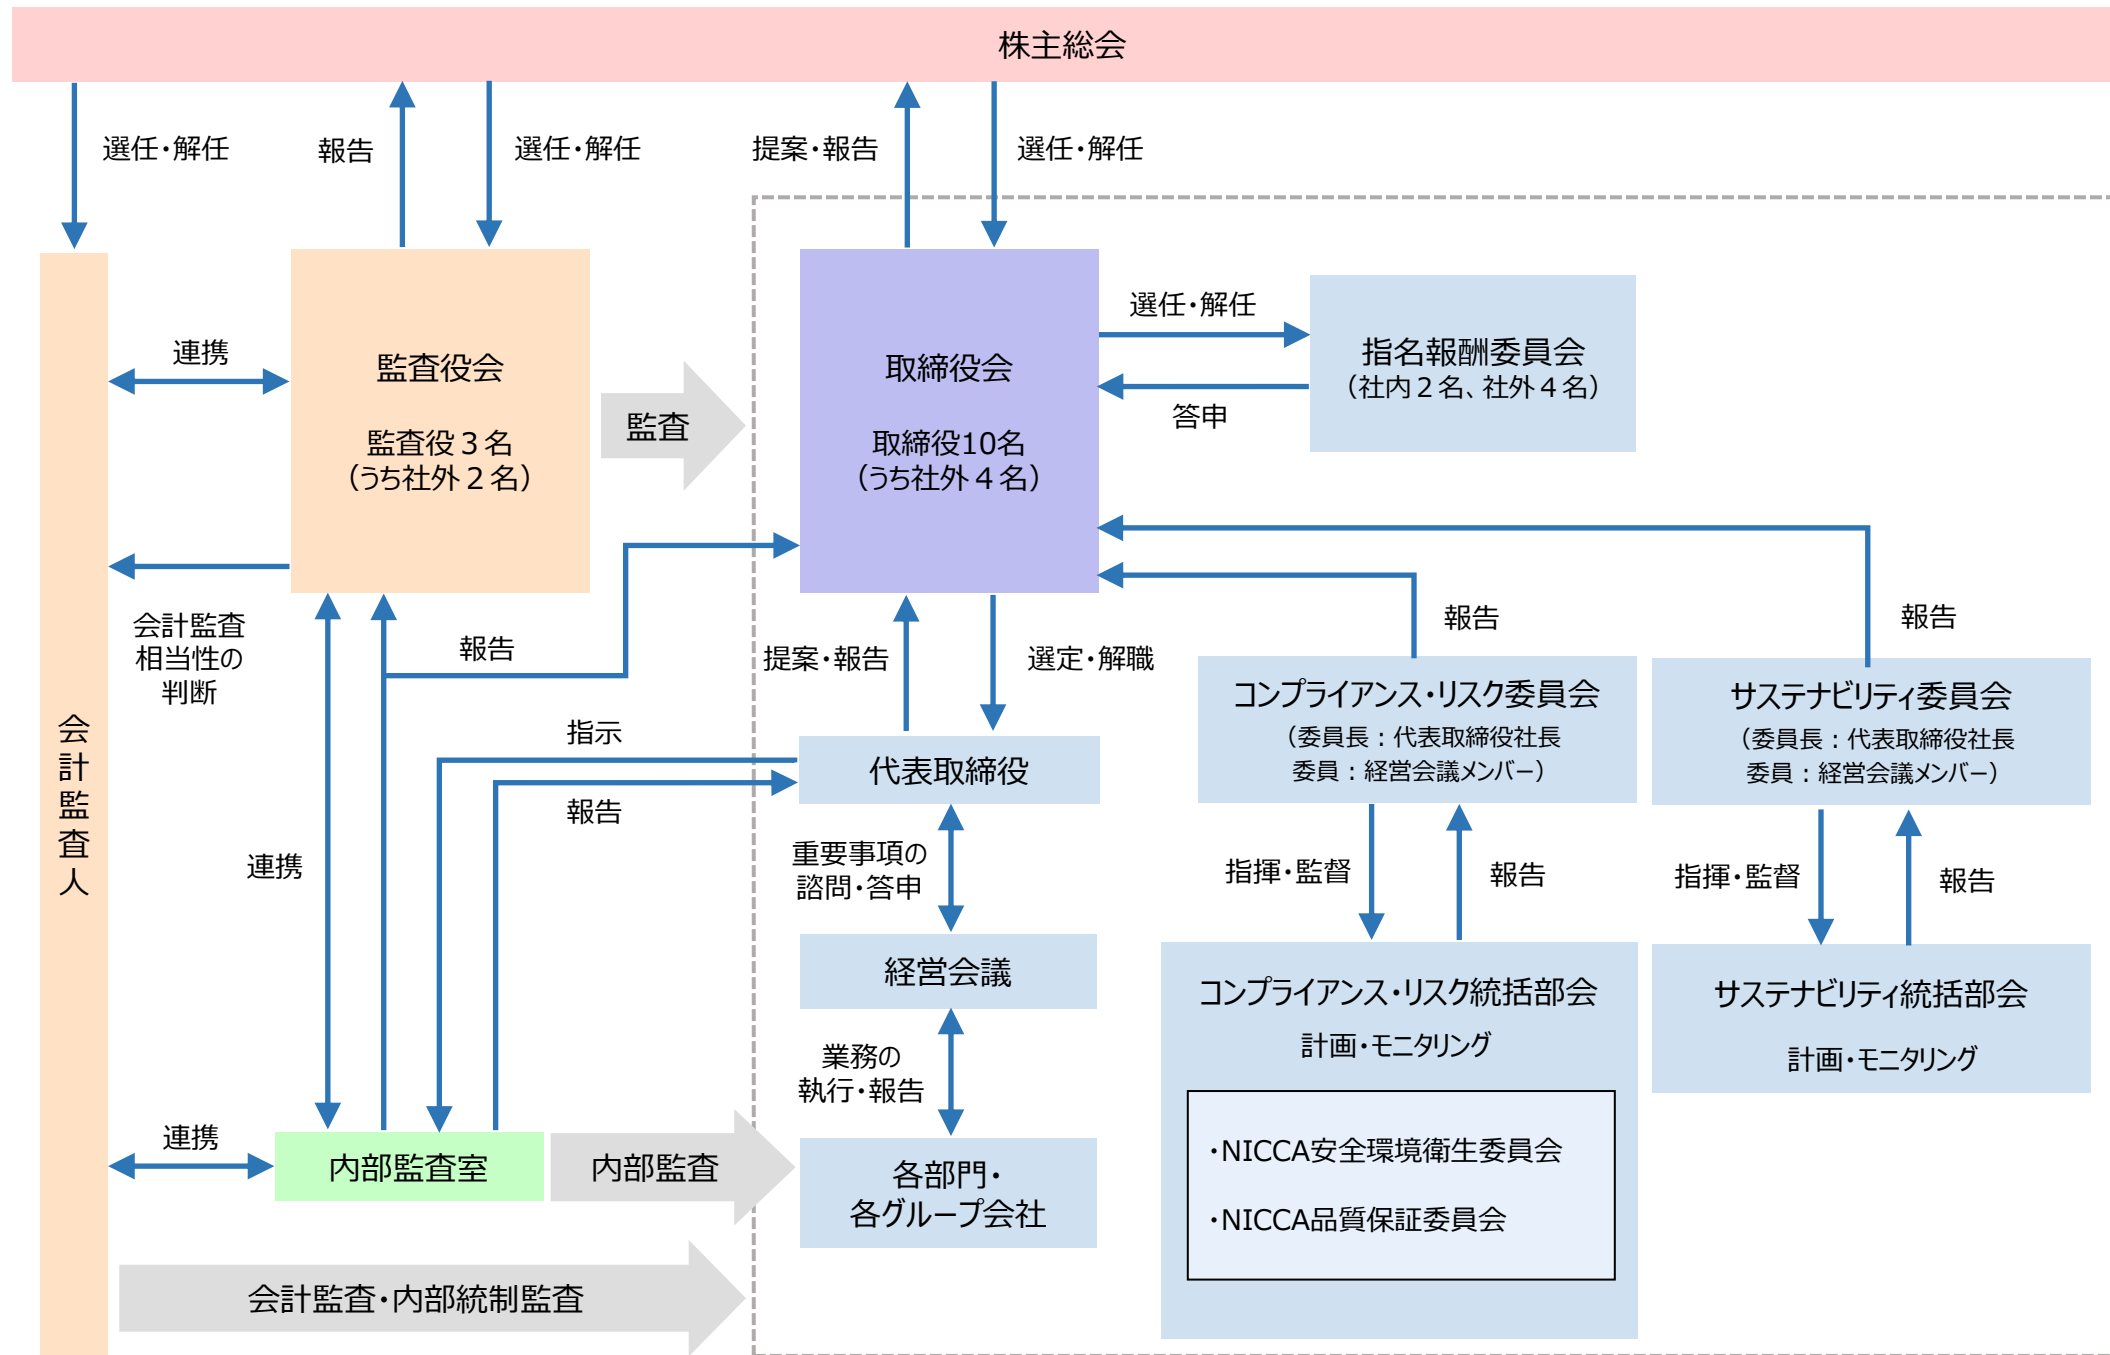 株主総会
選任・解任
報告
選任・解任
提案・報告
選任・解任
監査役会
監査役3名
（うち社外2名）
連携
監査
取締役会
取締役10名
（うち社外4名）
選任・解任
答申
指名報酬委員会
（社内2名、社外4名）
会計監査
相当性の
判断
報告
提案・報告
選定・解職
報告
報告
会計監査人
コンプライアンス・リスク委員会
（委員長：代表取締役社長
委員：経営会議メンバー）
サステナビリティ委員会
（委員長：代表取締役社長
委員：経営会議メンバー）
指示
報告
代表取締役
連携
重要事項の
諮問・答申
指揮・監督
報告
指揮・監督
報告
経営会議
コンプライアンス・リスク統括部会
計画・モニタリング
サステナビリティ統括部会
計画・モニタリング
業務の
執行・報告
連携
内部監査室
内部監査
各部門・
各グループ会社
・NICCA安全環境衛生委員会
・NICCA品質保証委員会
会計監査・内部統制監査